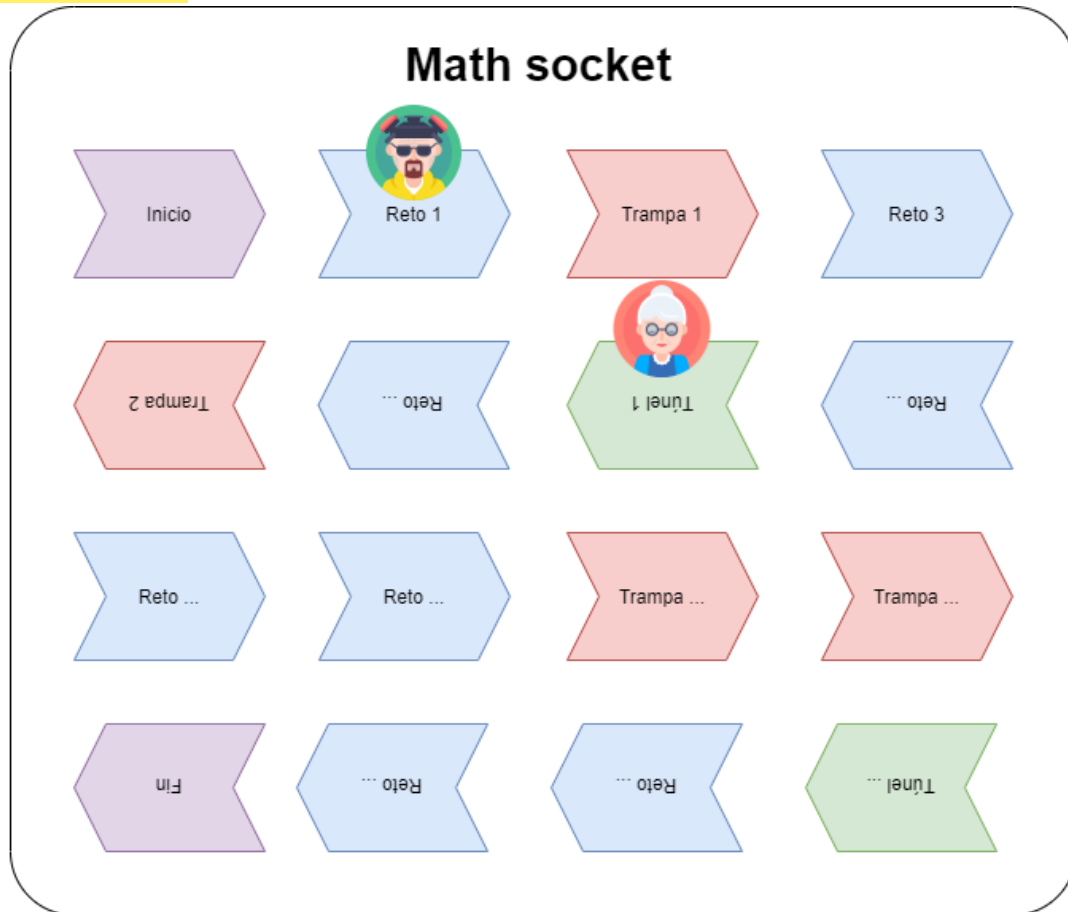 Math socket
Inicio
Reto 1
Trampa 1
Reto 3
Trampa 2
Reto ...
Túnel 1
Reto ...
Reto ...
Reto ...
Trampa ...
Trampa ...
Fin
Reto ...
Reto ...
Túnel ...